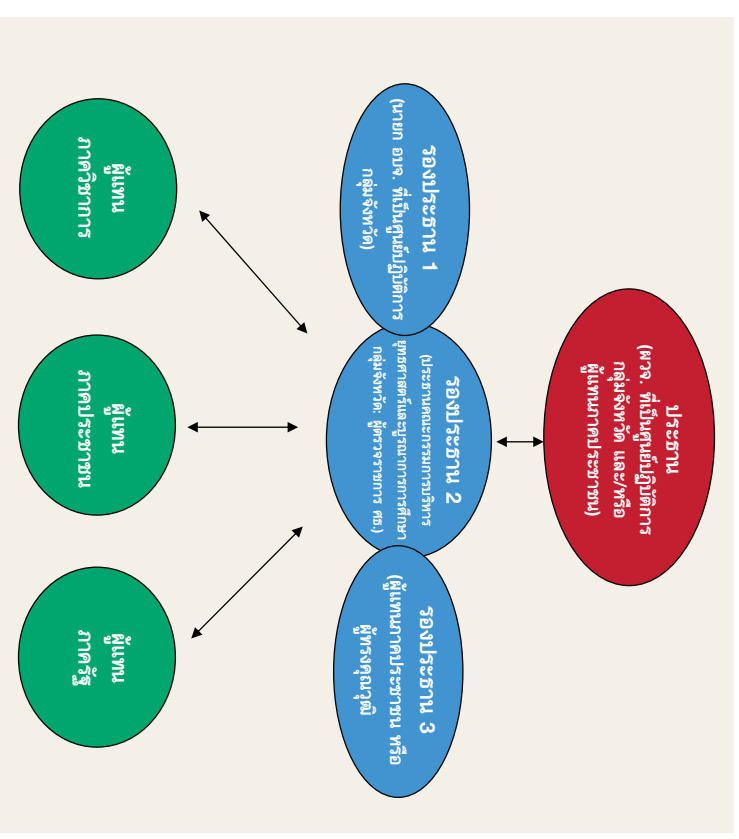 ประธาน
(ผวจ. ที่เป็นศูนย์ปฏิบัติการ
กลุ่มจังหวัด และ/หรือ
ผู้แทนภาคประชาชน)
รองประธาน 1
(นายก อบจ. ที่เป็นศูนย์ปฏิบัติการ
กลุ่มจังหวัด)
รองประธาน 2
(ประธานคณะกรรมการบริหาร
ยุทธศาสตร์และบูรณาการการศึกษา
กลุ่มจังหวัด: ผู้ตรวจราชการ ศธ.)
รองประธาน 3
(ผู้แทนภาคประชาชน หรือ
ผู้ทรงคุณวุฒิ
ผู้แทน
ภาควิชาการ
ผู้แทน
ภาคประชาชน
ผู้แทน
ภาครัฐ